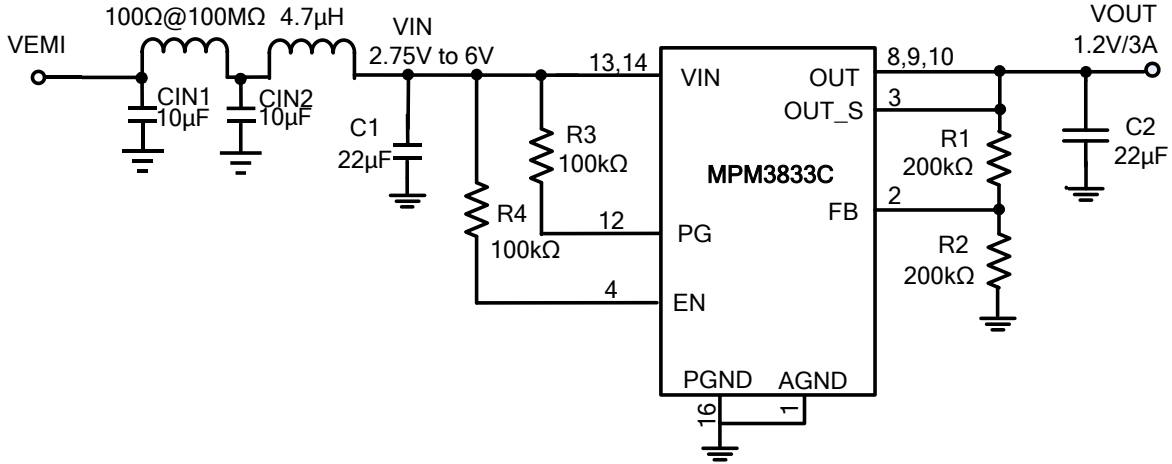 100Ω@100MΩ
4.7µH
VEMI
VIN
2.75V to 6V
CIN1
10µF
CIN2
10µF
C1
22µF
R3
100kΩ
R4
100kΩ
13,14
12
4
VIN
PG
EN
MPM3833C
OUT
OUT_S
FB
PGND
AGND
16
1
8,9,10
3
2
R1
200kΩ
R2
200kΩ
C2
22µF
VOUT
1.2V/3A